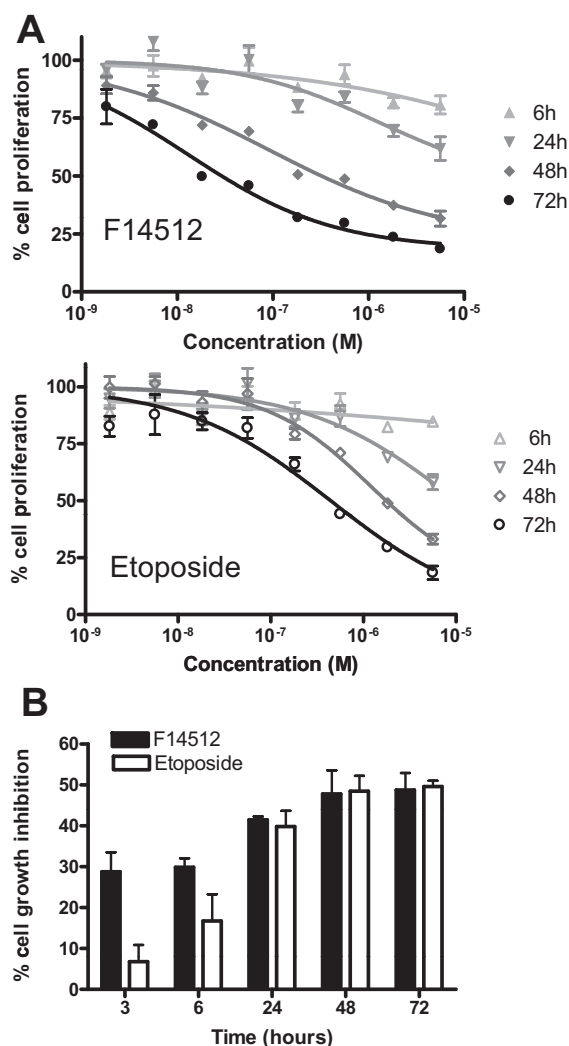 A
% cell proliferation
100
75
50
25
0
F14512
10⁻⁹ 10⁻⁸ 10⁻⁷ 10⁻⁶ 10⁻⁵
Concentration (M)
6h
24h
48h
72h
% cell proliferation
100
75
50
25
0
Etoposide
10⁻⁹ 10⁻⁸ 10⁻⁷ 10⁻⁶ 10⁻⁵
Concentration (M)
6h
24h
48h
72h
B
F14512
Etoposide
% cell growth inhibition
60
50
40
30
20
10
0
3 6 24 48 72
Time (hours)